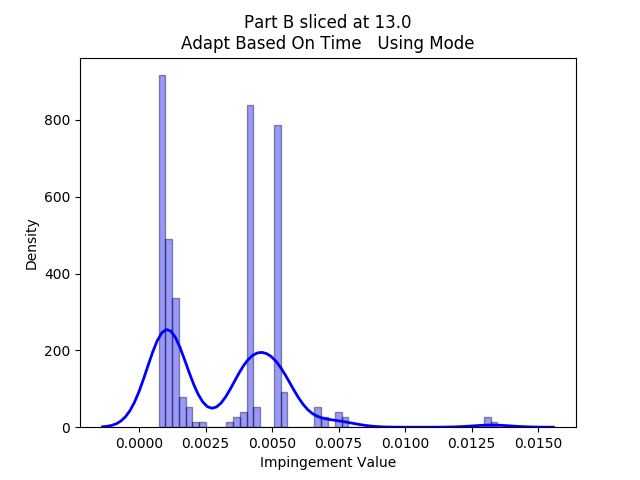 Part B sliced at 13.0
Adapt Based On Time   Using Mode
Density
800
600
400
200
0
0.0000 0.0025 0.0050 0.0075 0.0100 0.0125 0.0150
Impingement Value